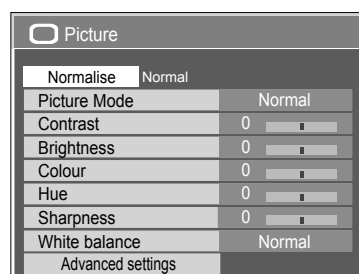 Picture
Normalise Normal
Picture Mode Normal
Contrast 0
Brightness 0
Colour 0
Hue 0
Sharpness 0
White balance Normal
Advanced settings